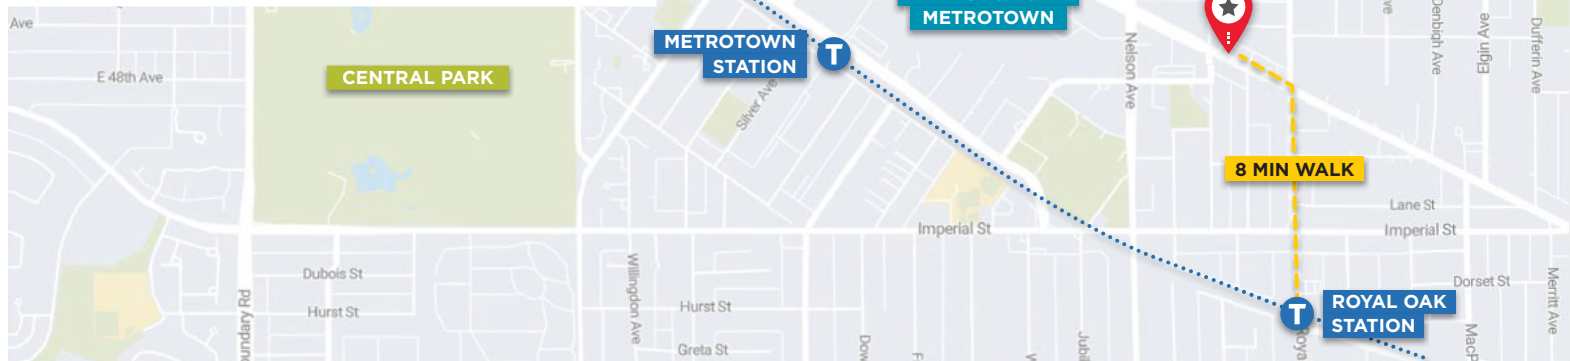 Ave
E 48th Ave
CENTRAL PARK
METROTOWN
STATION
T
Silver Ave
METROTOWN
Nelson Ave
Denbigh Ave
Elgin Ave
Dufferin Ave
8 MIN WALK
Lane St
Imperial St
Imperial St
Dubois St
Hurst St
Willingdon Ave
Hurst St
Greta St
Dorset St
Merritt Ave
T
ROYAL OAK
STATION